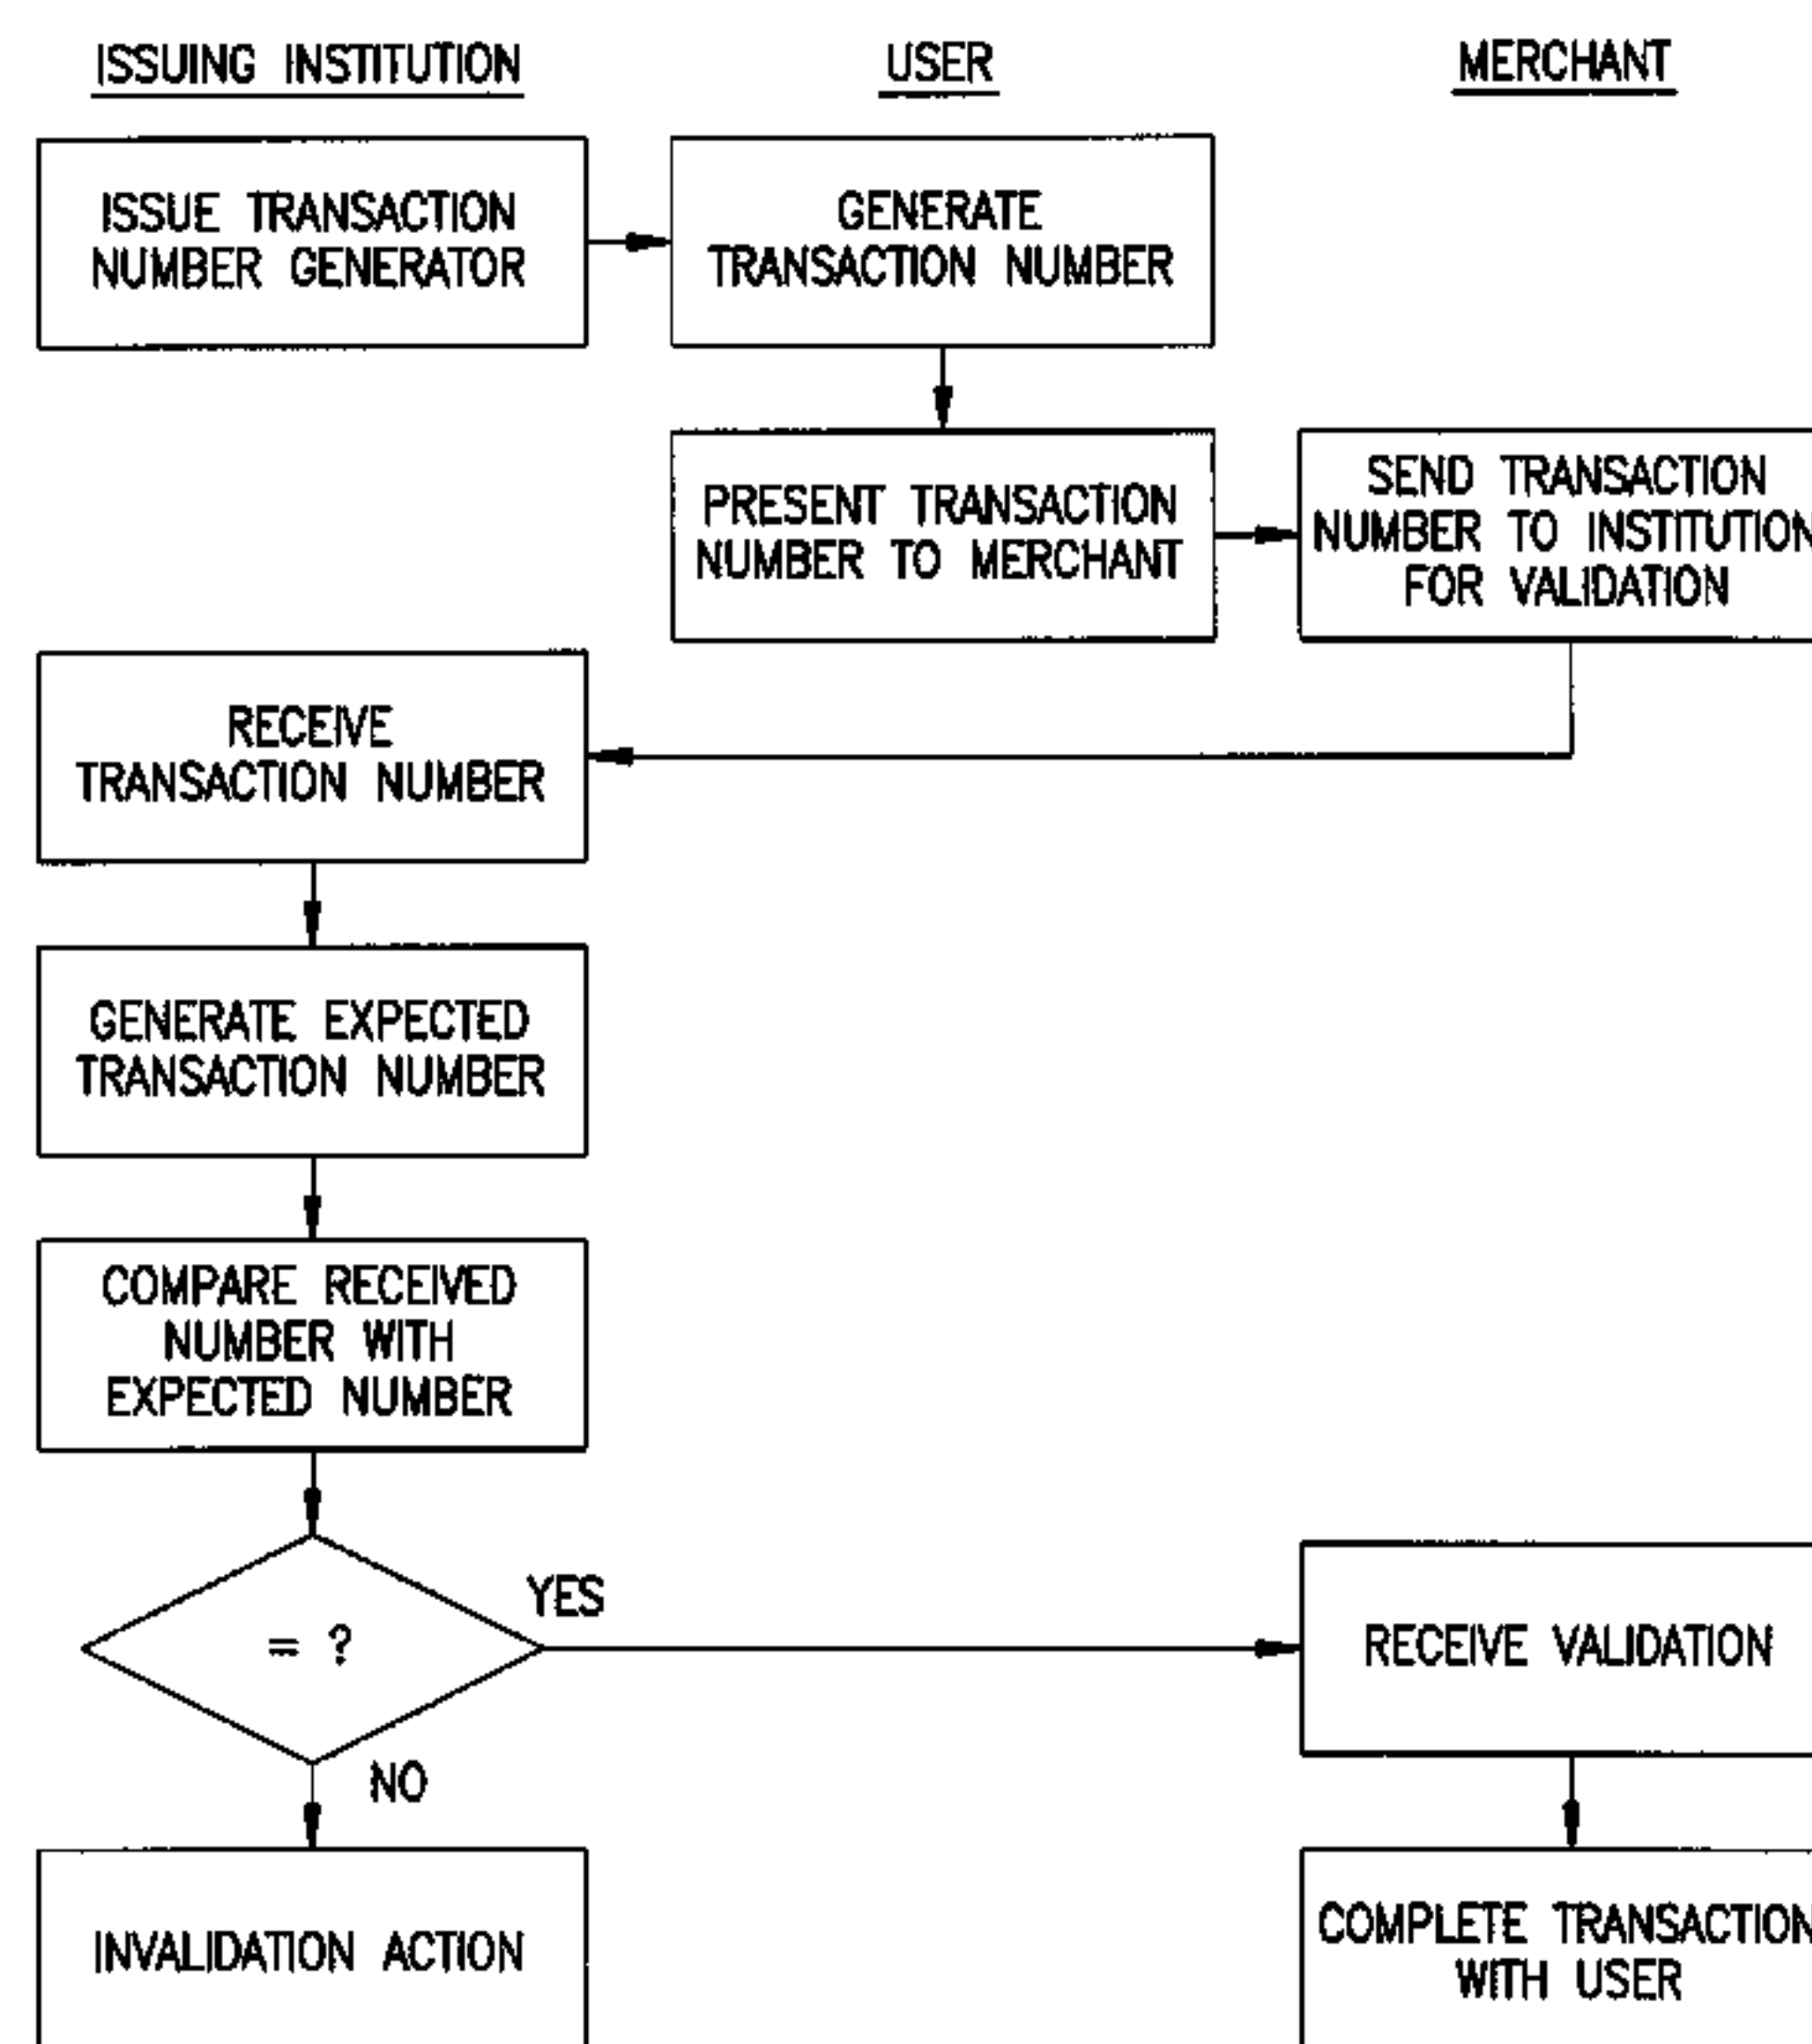 ISSUING INSTITUTION
USER
MERCHANT
ISSUE TRANSACTION
NUMBER GENERATOR
GENERATE
TRANSACTION NUMBER
PRESENT TRANSACTION
NUMBER TO MERCHANT
SEND TRANSACTION
NUMBER TO INSTITUTION
FOR VALIDATION
RECEIVE
TRANSACTION NUMBER
GENERATE EXPECTED
TRANSACTION NUMBER
COMPARE RECEIVED
NUMBER WITH
EXPECTED NUMBER
= ?
YES
NO
RECEIVE VALIDATION
INVALIDATION ACTION
COMPLETE TRANSACTION
WITH USER